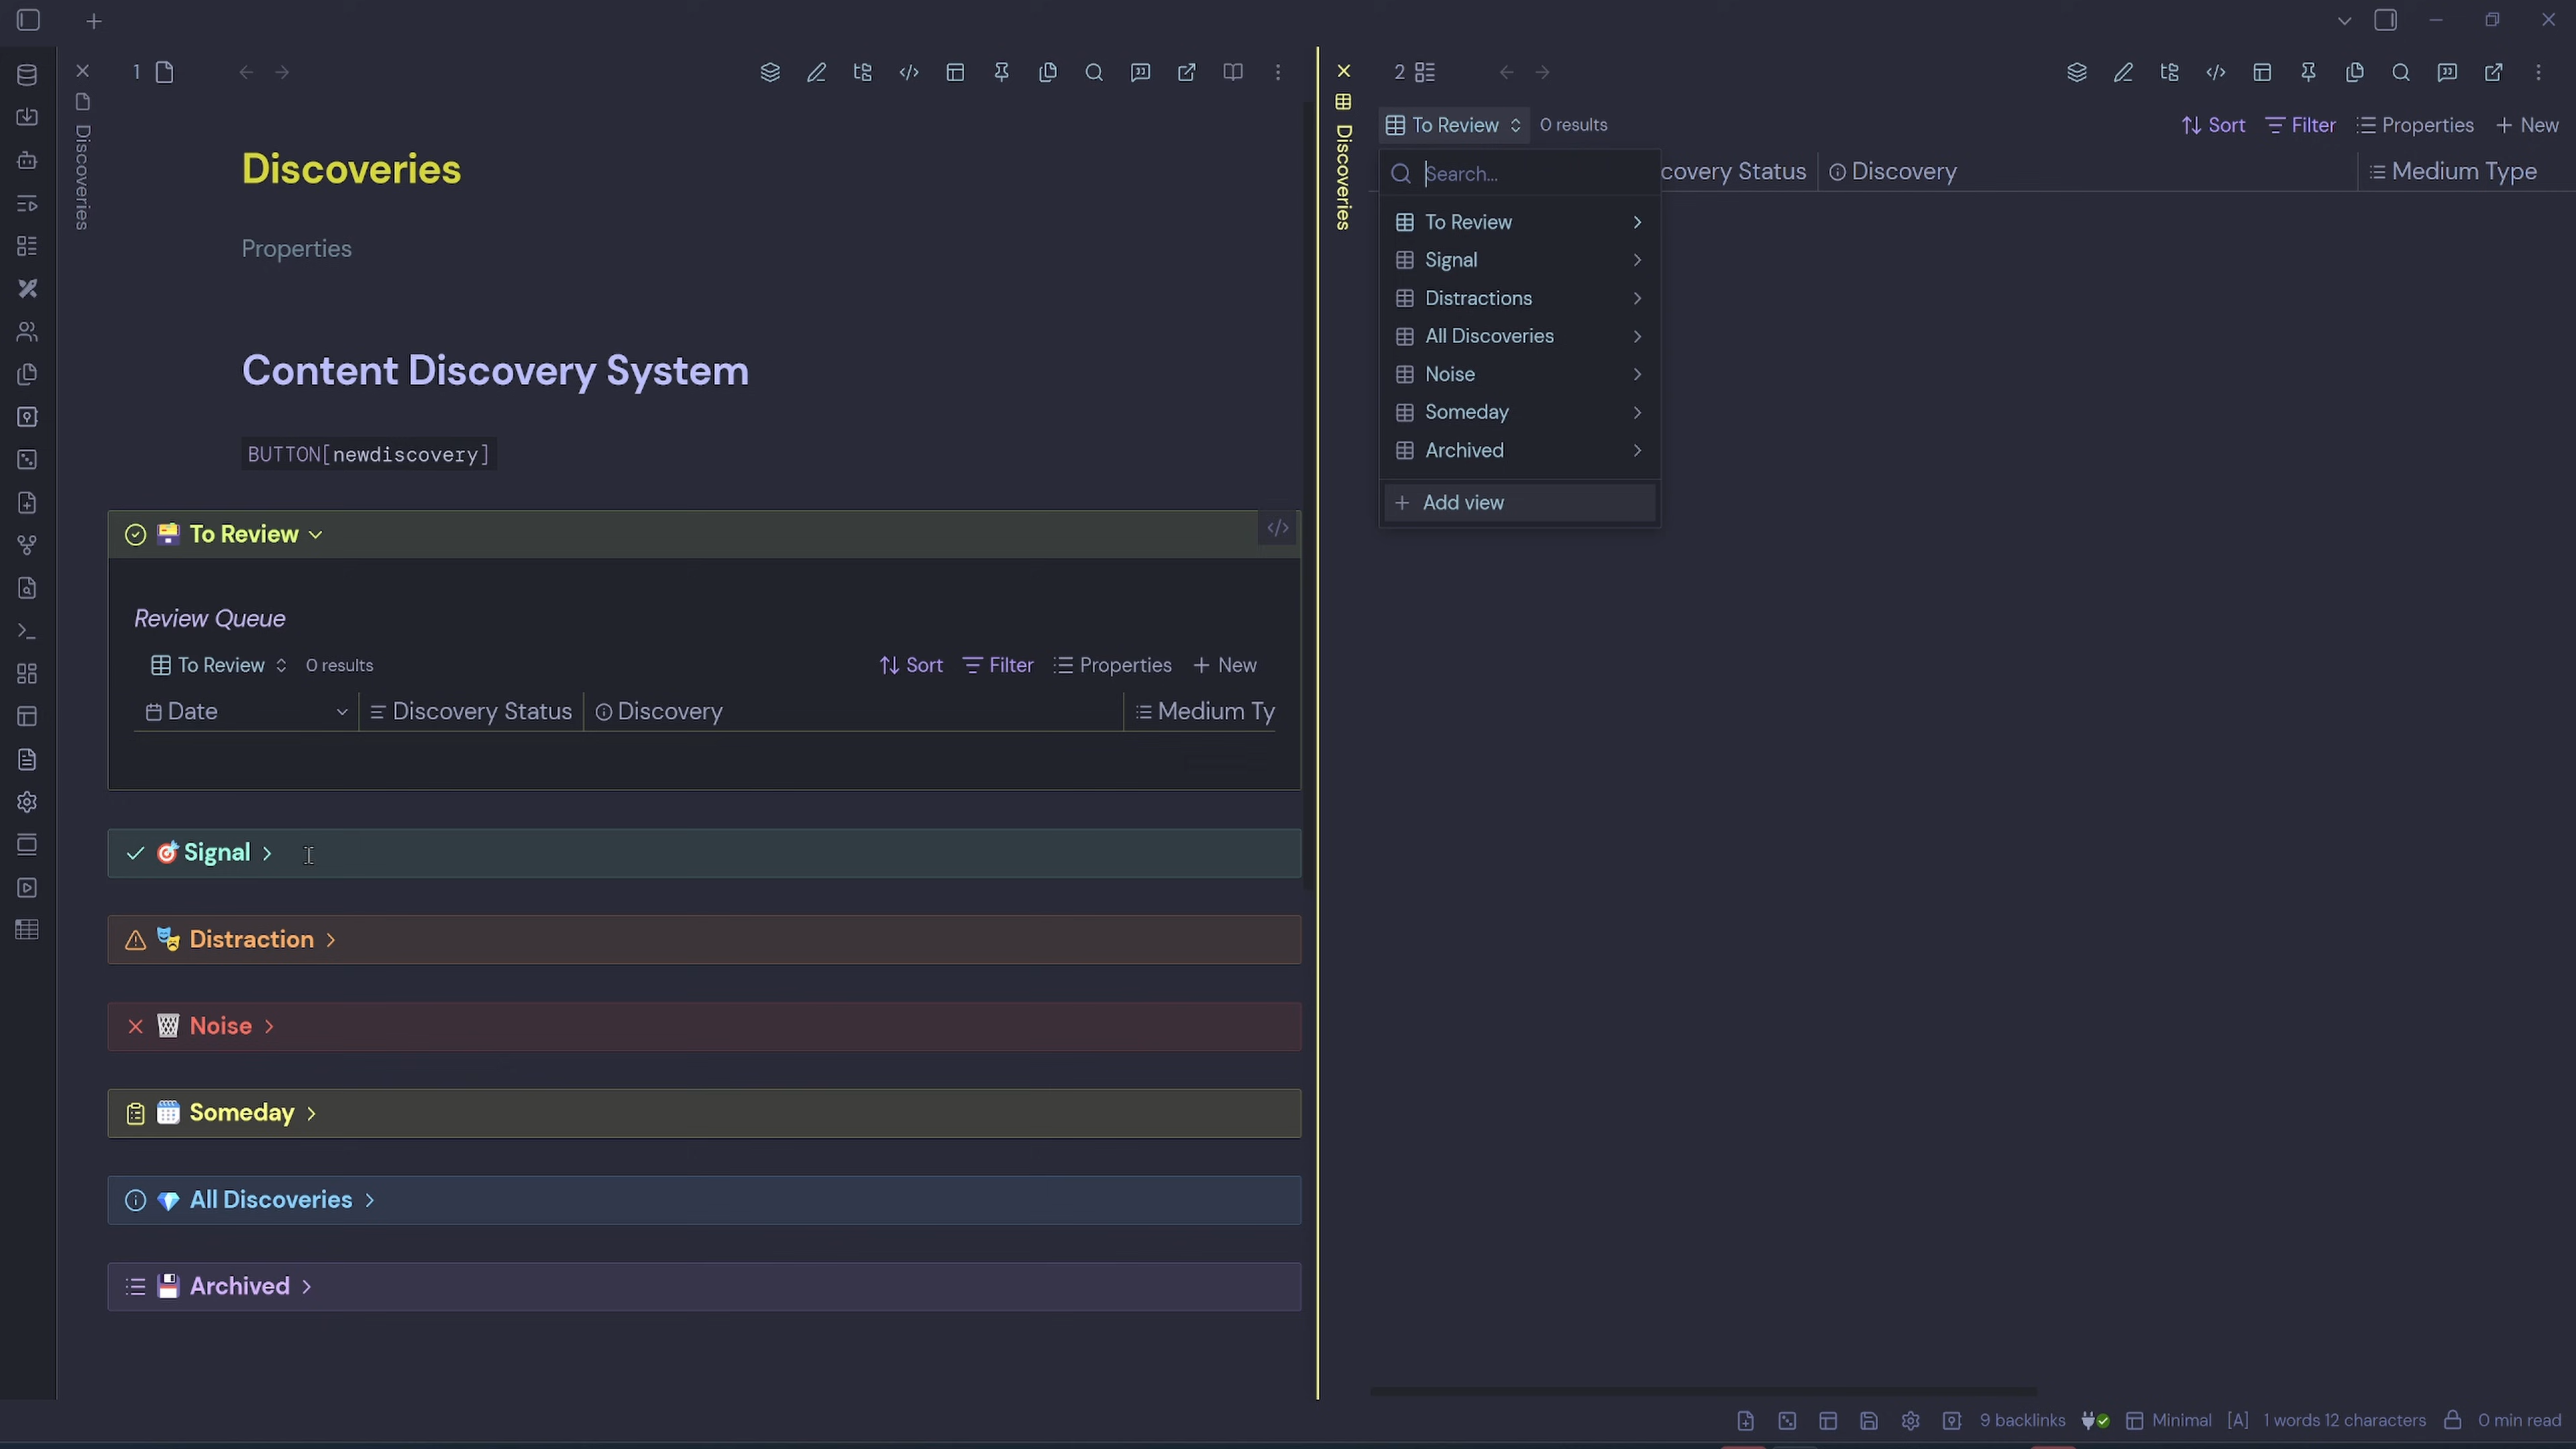 1
Discoveries
Discoveries
Properties
Content Discovery System
BUTTON[newdiscovery]
To Review
Review Queue
To Review 0 results Sort Filter Properties New
Date Discovery Status Discovery Medium Ty
Signal
Distraction
Noise
Someday
All Discoveries
Archived
2
Discoveries
To Review 0 results Sort Filter Properties New
Search... covery Status Discovery Medium Type
To Review
Signal
Distractions
All Discoveries
Noise
Someday
Archived
Add view
9 backlinks Minimal [A] 1 words 12 characters 0 min read